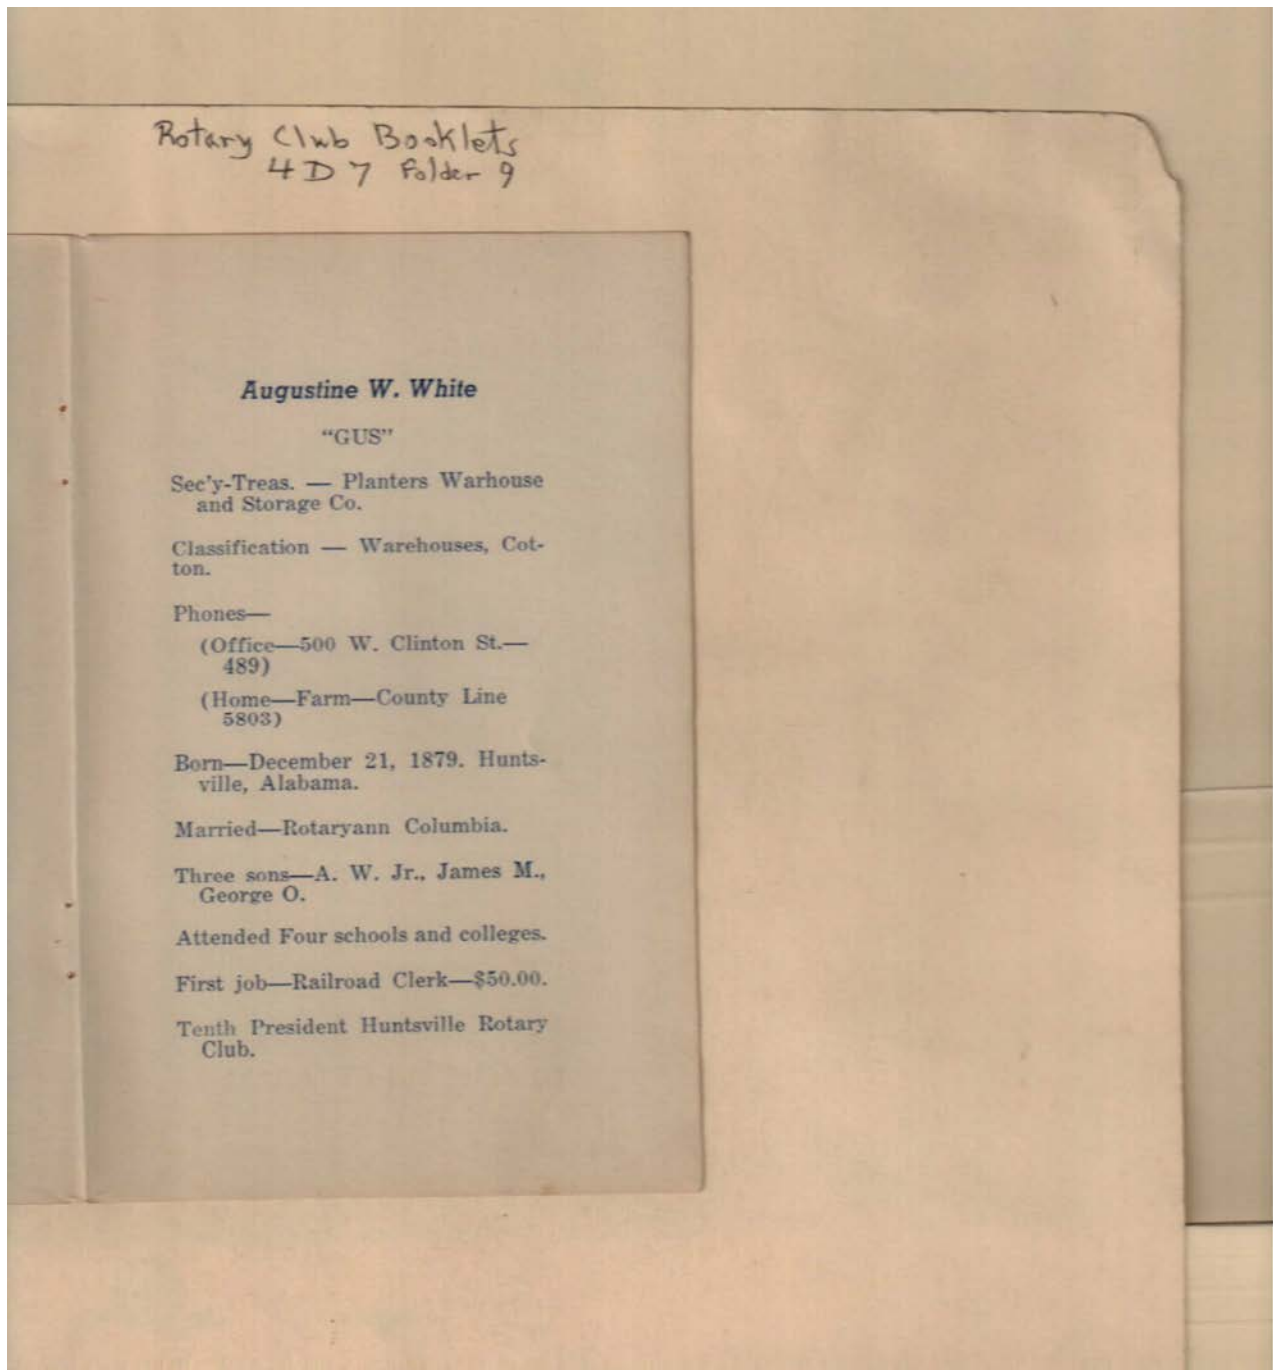 Rotary Club Booklets
4 D 7 Folder 9
Augustine W. White
“GUS”
Sec'y-Treas. — Planters Warhouse
and Storage Co.
Classification — Warehouses, Cot-
ton.
Phones—
(Office—500 W. Clinton St.—
489)
(Home—Farm—County Line
5803)
Born—December 21, 1879. Hunts-
ville, Alabama.
Married—Rotaryann Columbia.
Three sons—A. W. Jr., James M.,
George O.
Attended Four schools and colleges.
First job—Railroad Clerk—$50.00.
Tenth President Huntsville Rotary
Club.